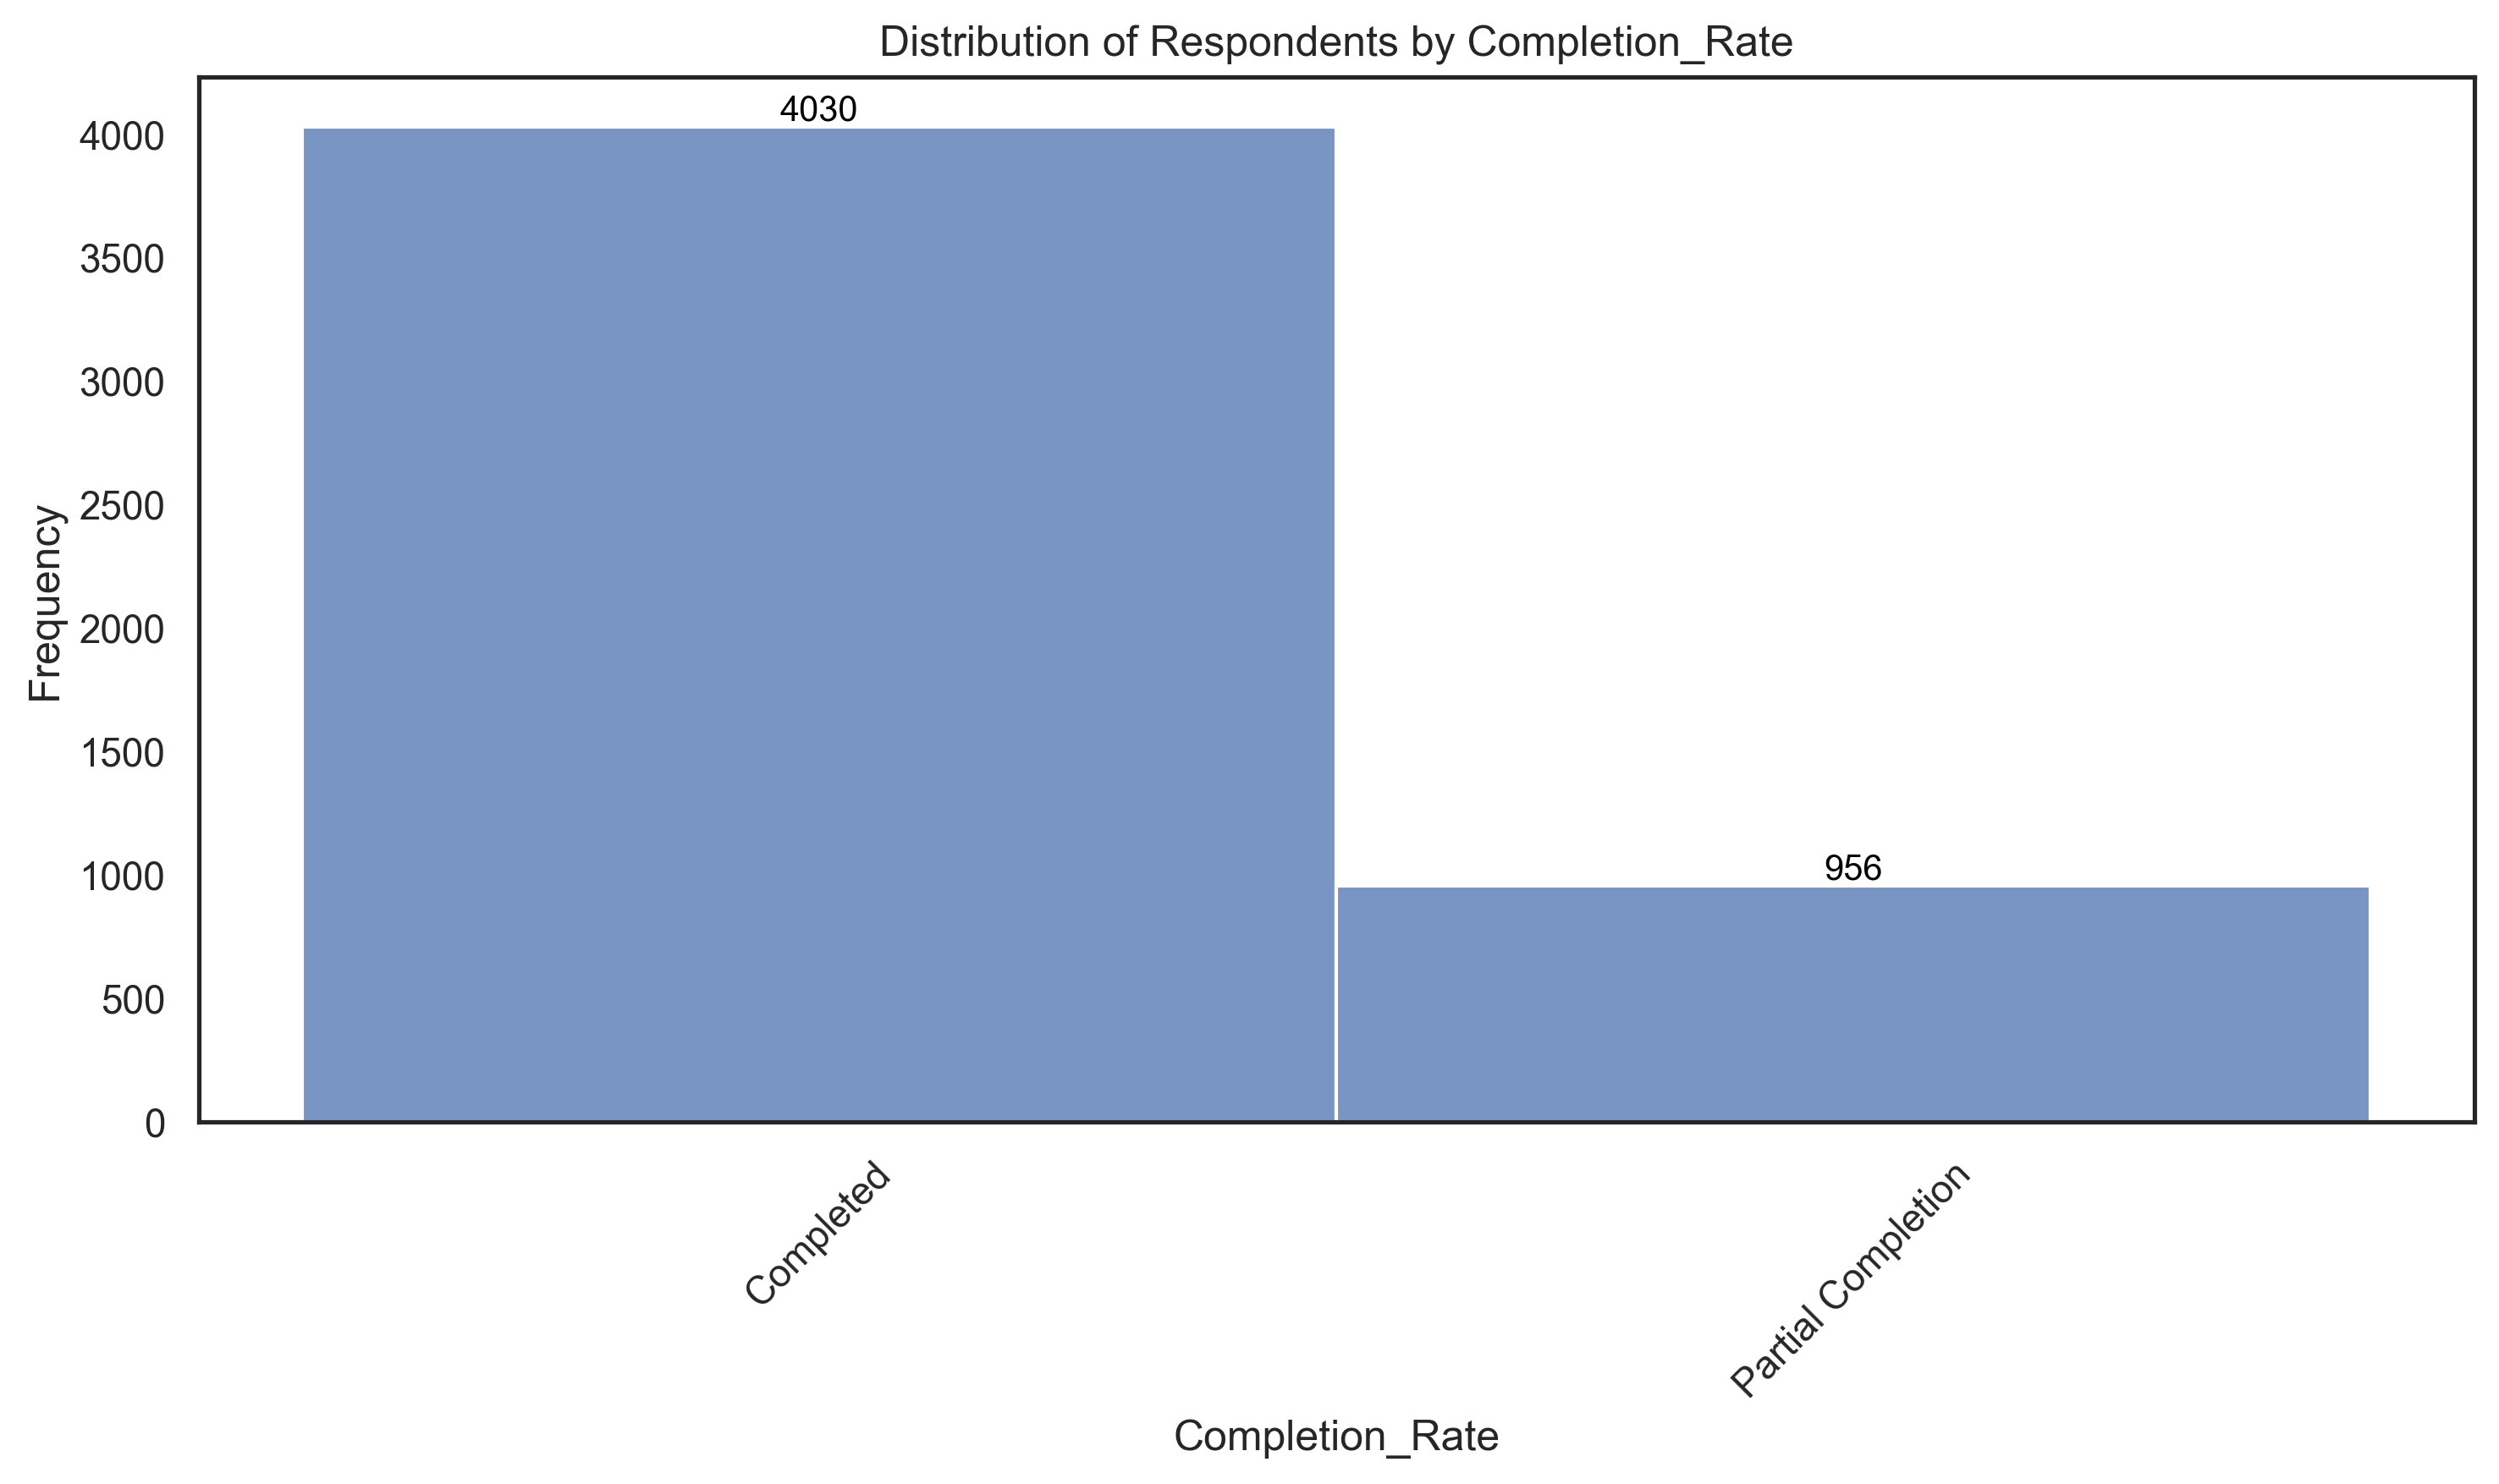 Distribution of Respondents by Completion_Rate
4030
956
4000
3500
3000
2500
2000
1500
1000
500
0
Frequency
Completed
Partial Completion
Completion_Rate